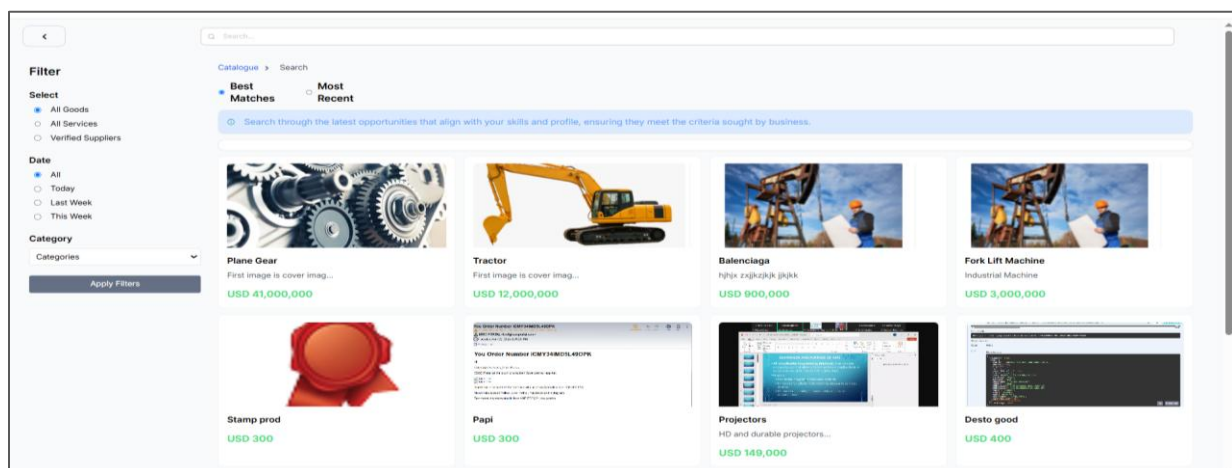 Search...
Filter
Select
All Goods
All Services
Verified Suppliers
Date
All
Today
Last Week
This Week
Category
Categories
Apply Filters
Catalogue > Search
Best Matches
Most Recent
Search through the latest opportunities that align with your skills and profile, ensuring they meet the criteria sought by business.
Plane Gear
First image is cover imag...
USD 41,000,000
Tractor
First image is cover imag...
USD 12,000,000
Balenciaga
hjhjx zxjjkzjkjk jjkjkk
USD 900,000
Fork Lift Machine
Industrial Machine
USD 3,000,000
Stamp prod
USD 300
You Order Number
Papi
USD 300
Projectors
HD and durable projectors...
USD 149,000
Desto good
USD 400